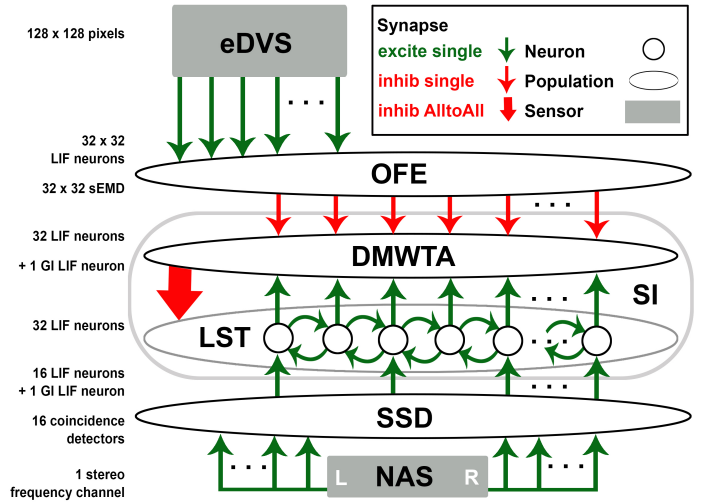 128 x 128 pixels
eDVS
Synapse
excite single
Neuron
inhib single
Population
inhib AlltoAll
Sensor
32 x 32
LIF neurons
32 x 32 sEMD
OFE
32 LIF neurons
+ 1 GI LIF neuron
DMWTA
SI
32 LIF neurons
LST
16 LIF neurons
+ 1 GI LIF neuron
16 coincidence
detectors
SSD
1 stereo
frequency channel
L NAS R